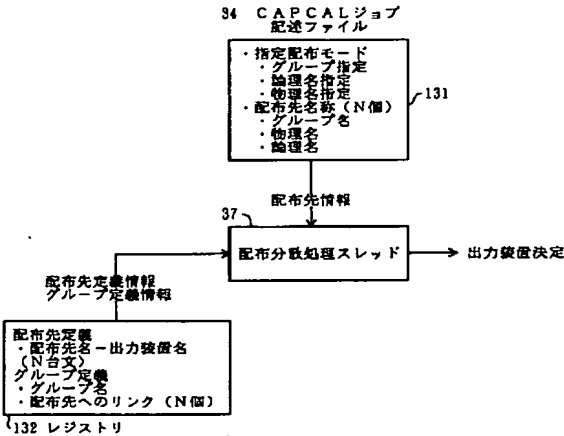 34 CAPCALジョブ
記述ファイル
・指定配布モード
・グループ指定
・論理名指定
・物理名指定
・配布先名称（N個）
・グループ名
・物理名
・論理名
131
配布先情報
37
配布分散処理スレッド
出力装置決定
配布先定義情報
グループ定義情報
配布先定義
・配布先名－出力装置名
（N台文）
グループ定義
・グループ名
・配布先へのリンク（N個）
132 レジストリ